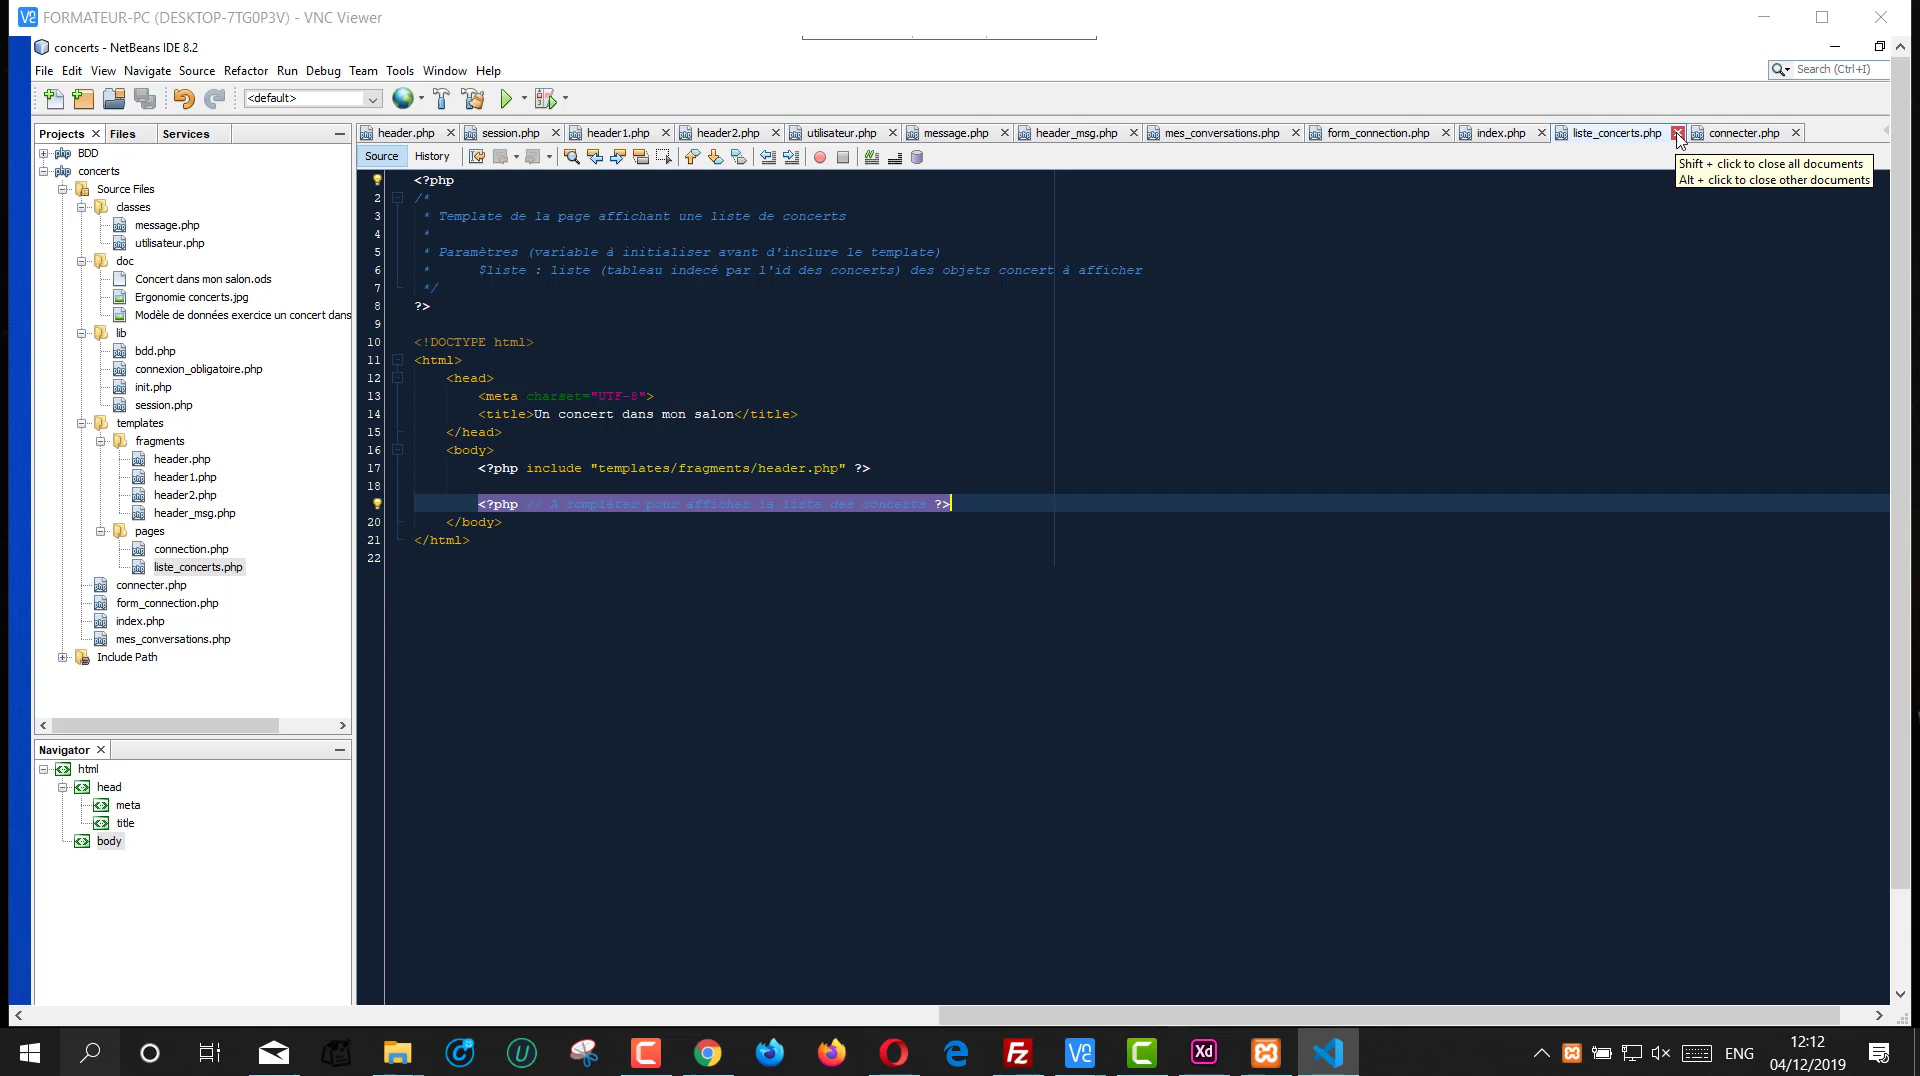 FORMATEUR-PC (DESKTOP-7TG0P3V) - VNC Viewer
concerts - NetBeans IDE 8.2
File Edit View Navigate Source Refactor Run Debug Team Tools Window Help
Search (Ctrl+I)
<default>
Projects Files Services
header.php session.php header1.php header2.php utilisateur.php message.php header_msg.php mes_conversations.php form_connection.php index.php liste_concerts.php connecter.php
Source History
Shift + click to close all documents
Alt + click to close other documents
BDD
concerts
Source Files
classes
message.php
utilisateur.php
doc
Concert dans mon salon.ods
Ergonomie concerts.jpg
Modèle de données exercice un concert dans
lib
bdd.php
connexion_obligatoire.php
init.php
session.php
templates
fragments
header.php
header1.php
header2.php
header_msg.php
pages
connection.php
liste_concerts.php
connecter.php
form_connection.php
index.php
mes_conversations.php
Include Path
Navigator
html
head
meta
title
body
<?php
2 /*
3 * Template de la page affichant une liste de concerts
4 *
5 * Paramètres (variable à initialiser avant d'inclure le template)
6 * $liste : liste (tableau indecé par l'id des concerts) des objets concert à afficher
7 */
8 ?>
9
10 <!DOCTYPE html>
11 <html>
12 <head>
13 <meta charset="UTF-8">
14 <title>Un concert dans mon salon</title>
15 </head>
16 <body>
17 <?php include "templates/fragments/header.php" ?>
18
<?php // A compléter pour afficher la liste des concerts ?>
20 </body>
21 </html>
22
ENG
12:12
04/12/2019